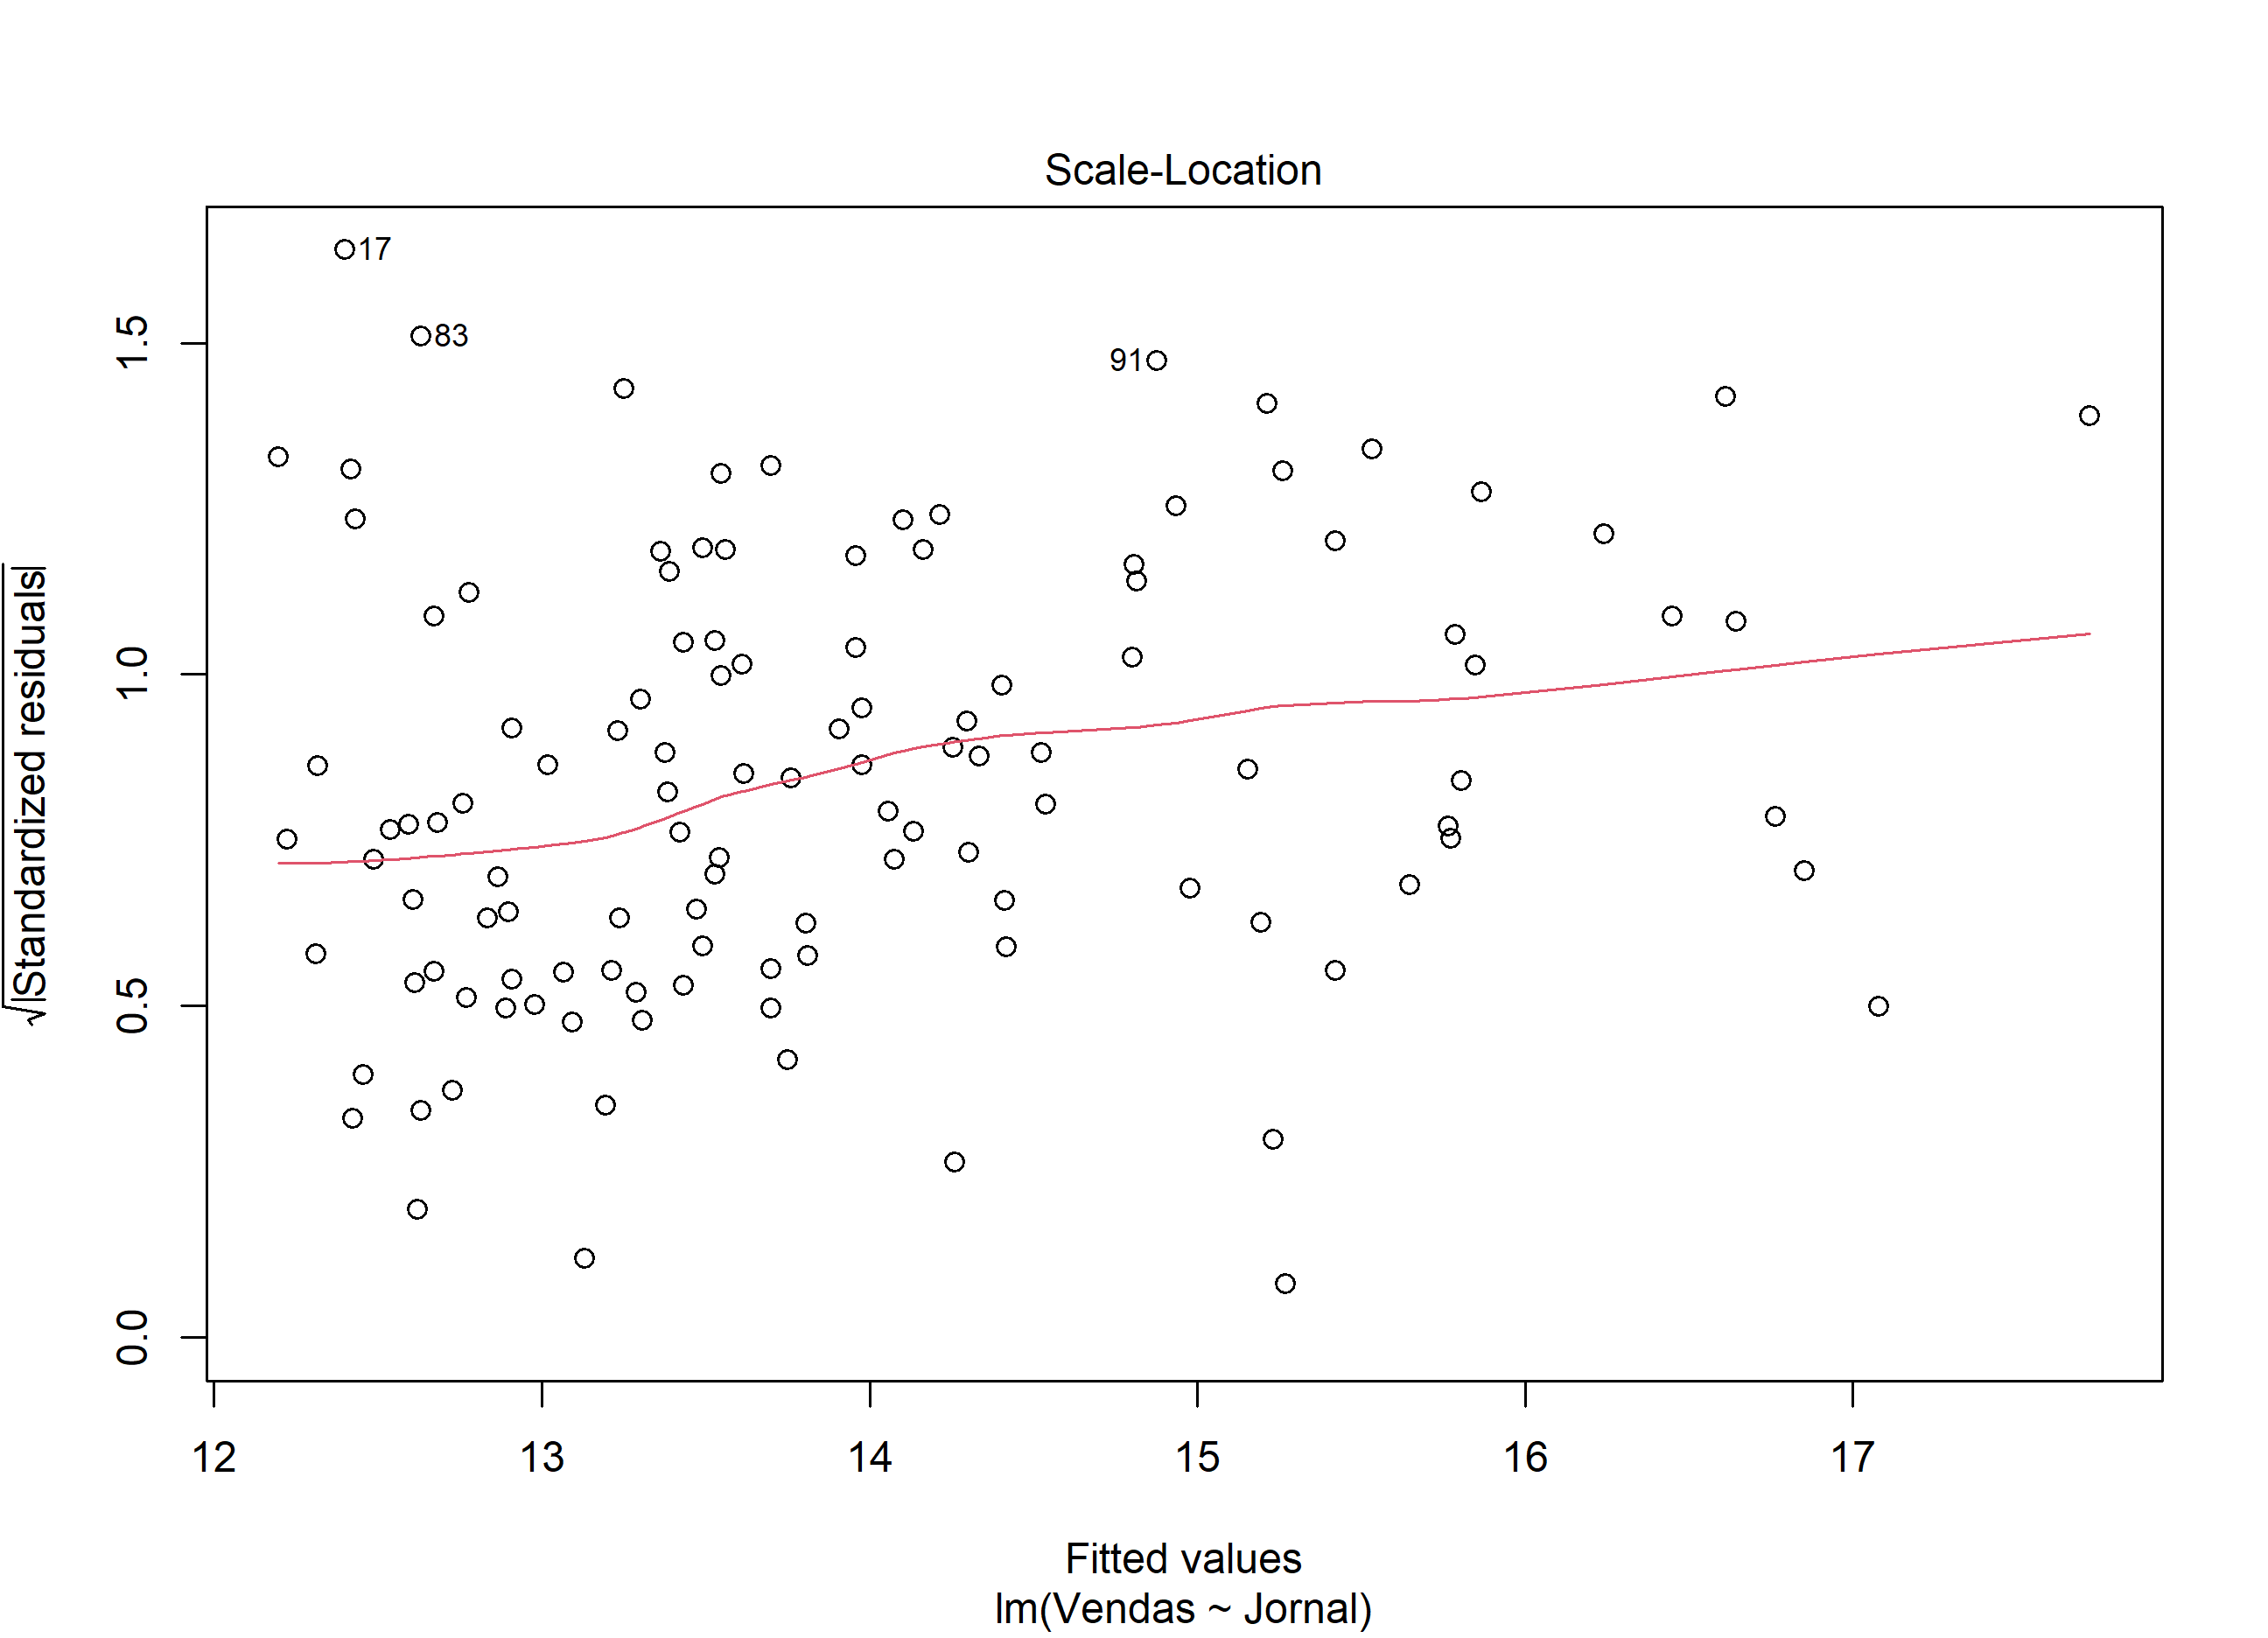 Scale-Location
17
83
91
√|Standardized residuals|
1.5
1.0
0.5
0.0
12 13 14 15 16 17
Fitted values
lm(Vendas ~ Jornal)